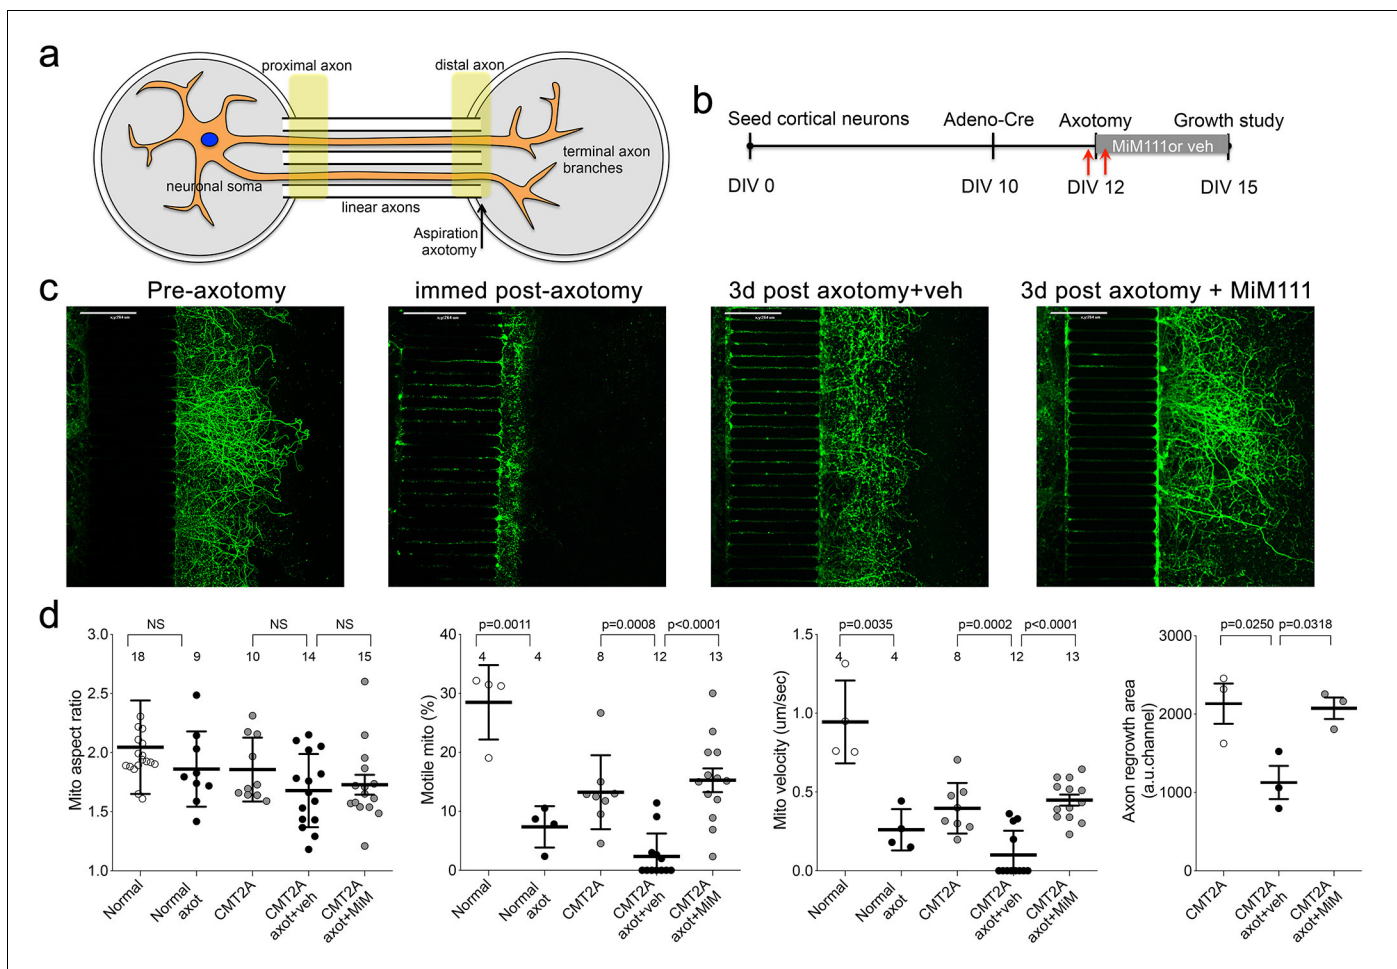 a
proximal axon
distal axon
neuronal soma
terminal axon
branches
linear axons
Aspiration
axotomy
b
Seed cortical neurons
Adeno-Cre
Axotomy
Growth study
MiM111or veh
DIV 0
DIV 10
DIV 12
DIV 15
c
Pre-axotomy
immed post-axotomy
3d post axotomy+veh
3d post axotomy + MiM111
d
Mito aspect ratio
3.0
2.5
2.0
1.5
1.0
NS
NS
NS
18
9
10
14
15
Normal
Normal
axot
CMT2A
CMT2A
axot+veh
CMT2A
axot+MiM
Motile mito (%)
40
30
20
10
0
p=0.0011
p=0.0008
p<0.0001
4
4
8
12
13
Normal
Normal
axot
CMT2A
CMT2A
axot+veh
CMT2A
axot+MiM
Mito velocity (um/sec)
1.5
1.0
0.5
0.0
p=0.0035
p=0.0002
p<0.0001
4
4
8
12
13
Normal
Normal
axot
CMT2A
CMT2A
axot+veh
CMT2A
axot+MiM
Axon regrowth area
(a.u.channel)
3000
2000
1000
0
p=0.0250
p=0.0318
CMT2A
CMT2A
axot+veh
CMT2A
axot+MiM